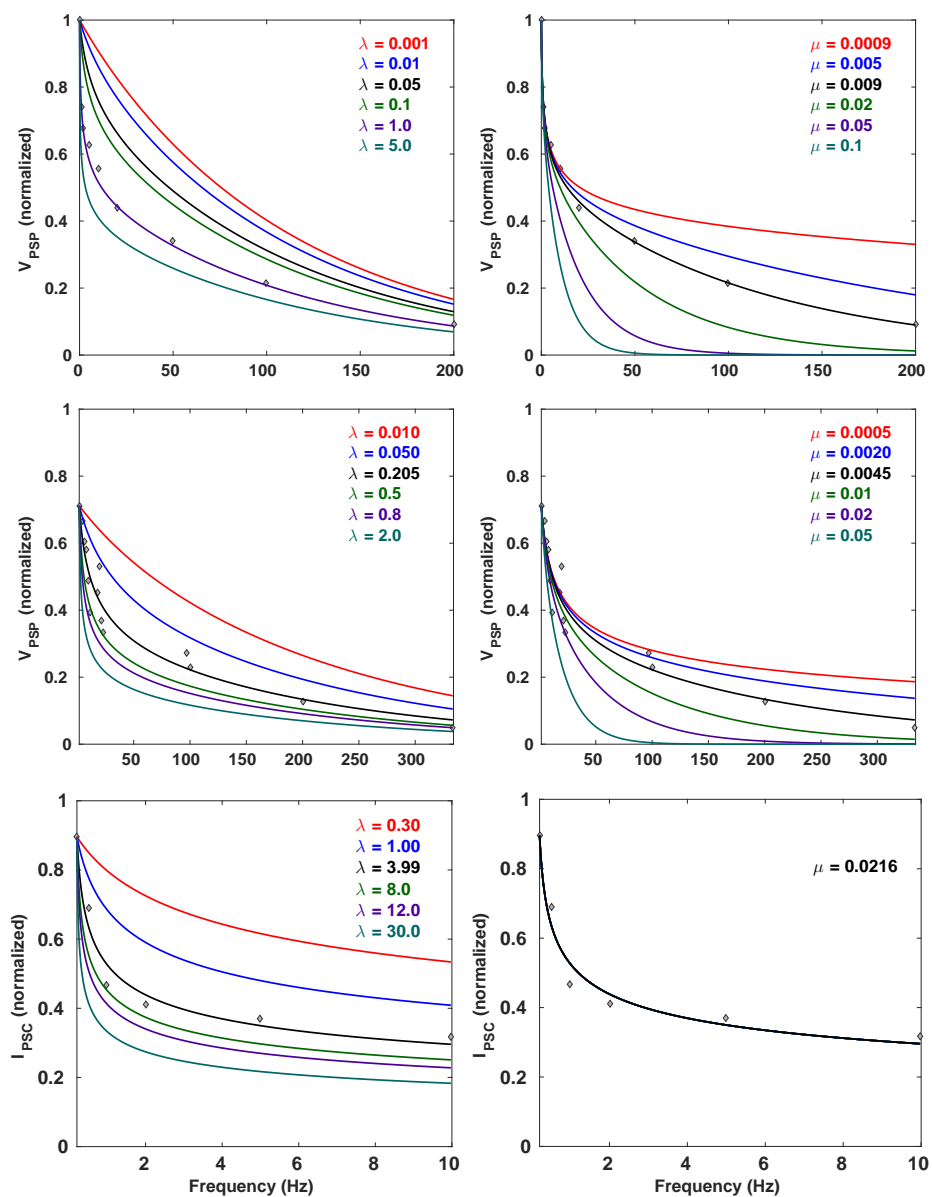 1
0.8
0.6
0.4
0.2
0
V_PSP (normalized)
λ = 0.001
λ = 0.01
λ = 0.05
λ = 0.1
λ = 1.0
λ = 5.0
0 50 100 150 200
1
0.8
0.6
0.4
0.2
0
V_PSP (normalized)
μ = 0.0009
μ = 0.005
μ = 0.009
μ = 0.02
μ = 0.05
μ = 0.1
0 50 100 150 200
1
0.8
0.6
0.4
0.2
0
V_PSP (normalized)
λ = 0.010
λ = 0.050
λ = 0.205
λ = 0.5
λ = 0.8
λ = 2.0
50 100 150 200 250 300
1
0.8
0.6
0.4
0.2
0
V_PSP (normalized)
μ = 0.0005
μ = 0.0020
μ = 0.0045
μ = 0.01
μ = 0.02
μ = 0.05
50 100 150 200 250 300
1
0.8
0.6
0.4
0.2
0
I_PSC (normalized)
λ = 0.30
λ = 1.00
λ = 3.99
λ = 8.0
λ = 12.0
λ = 30.0
2 4 6 8 10
Frequency (Hz)
1
0.8
0.6
0.4
0.2
0
I_PSC (normalized)
μ = 0.0216
2 4 6 8 10
Frequency (Hz)